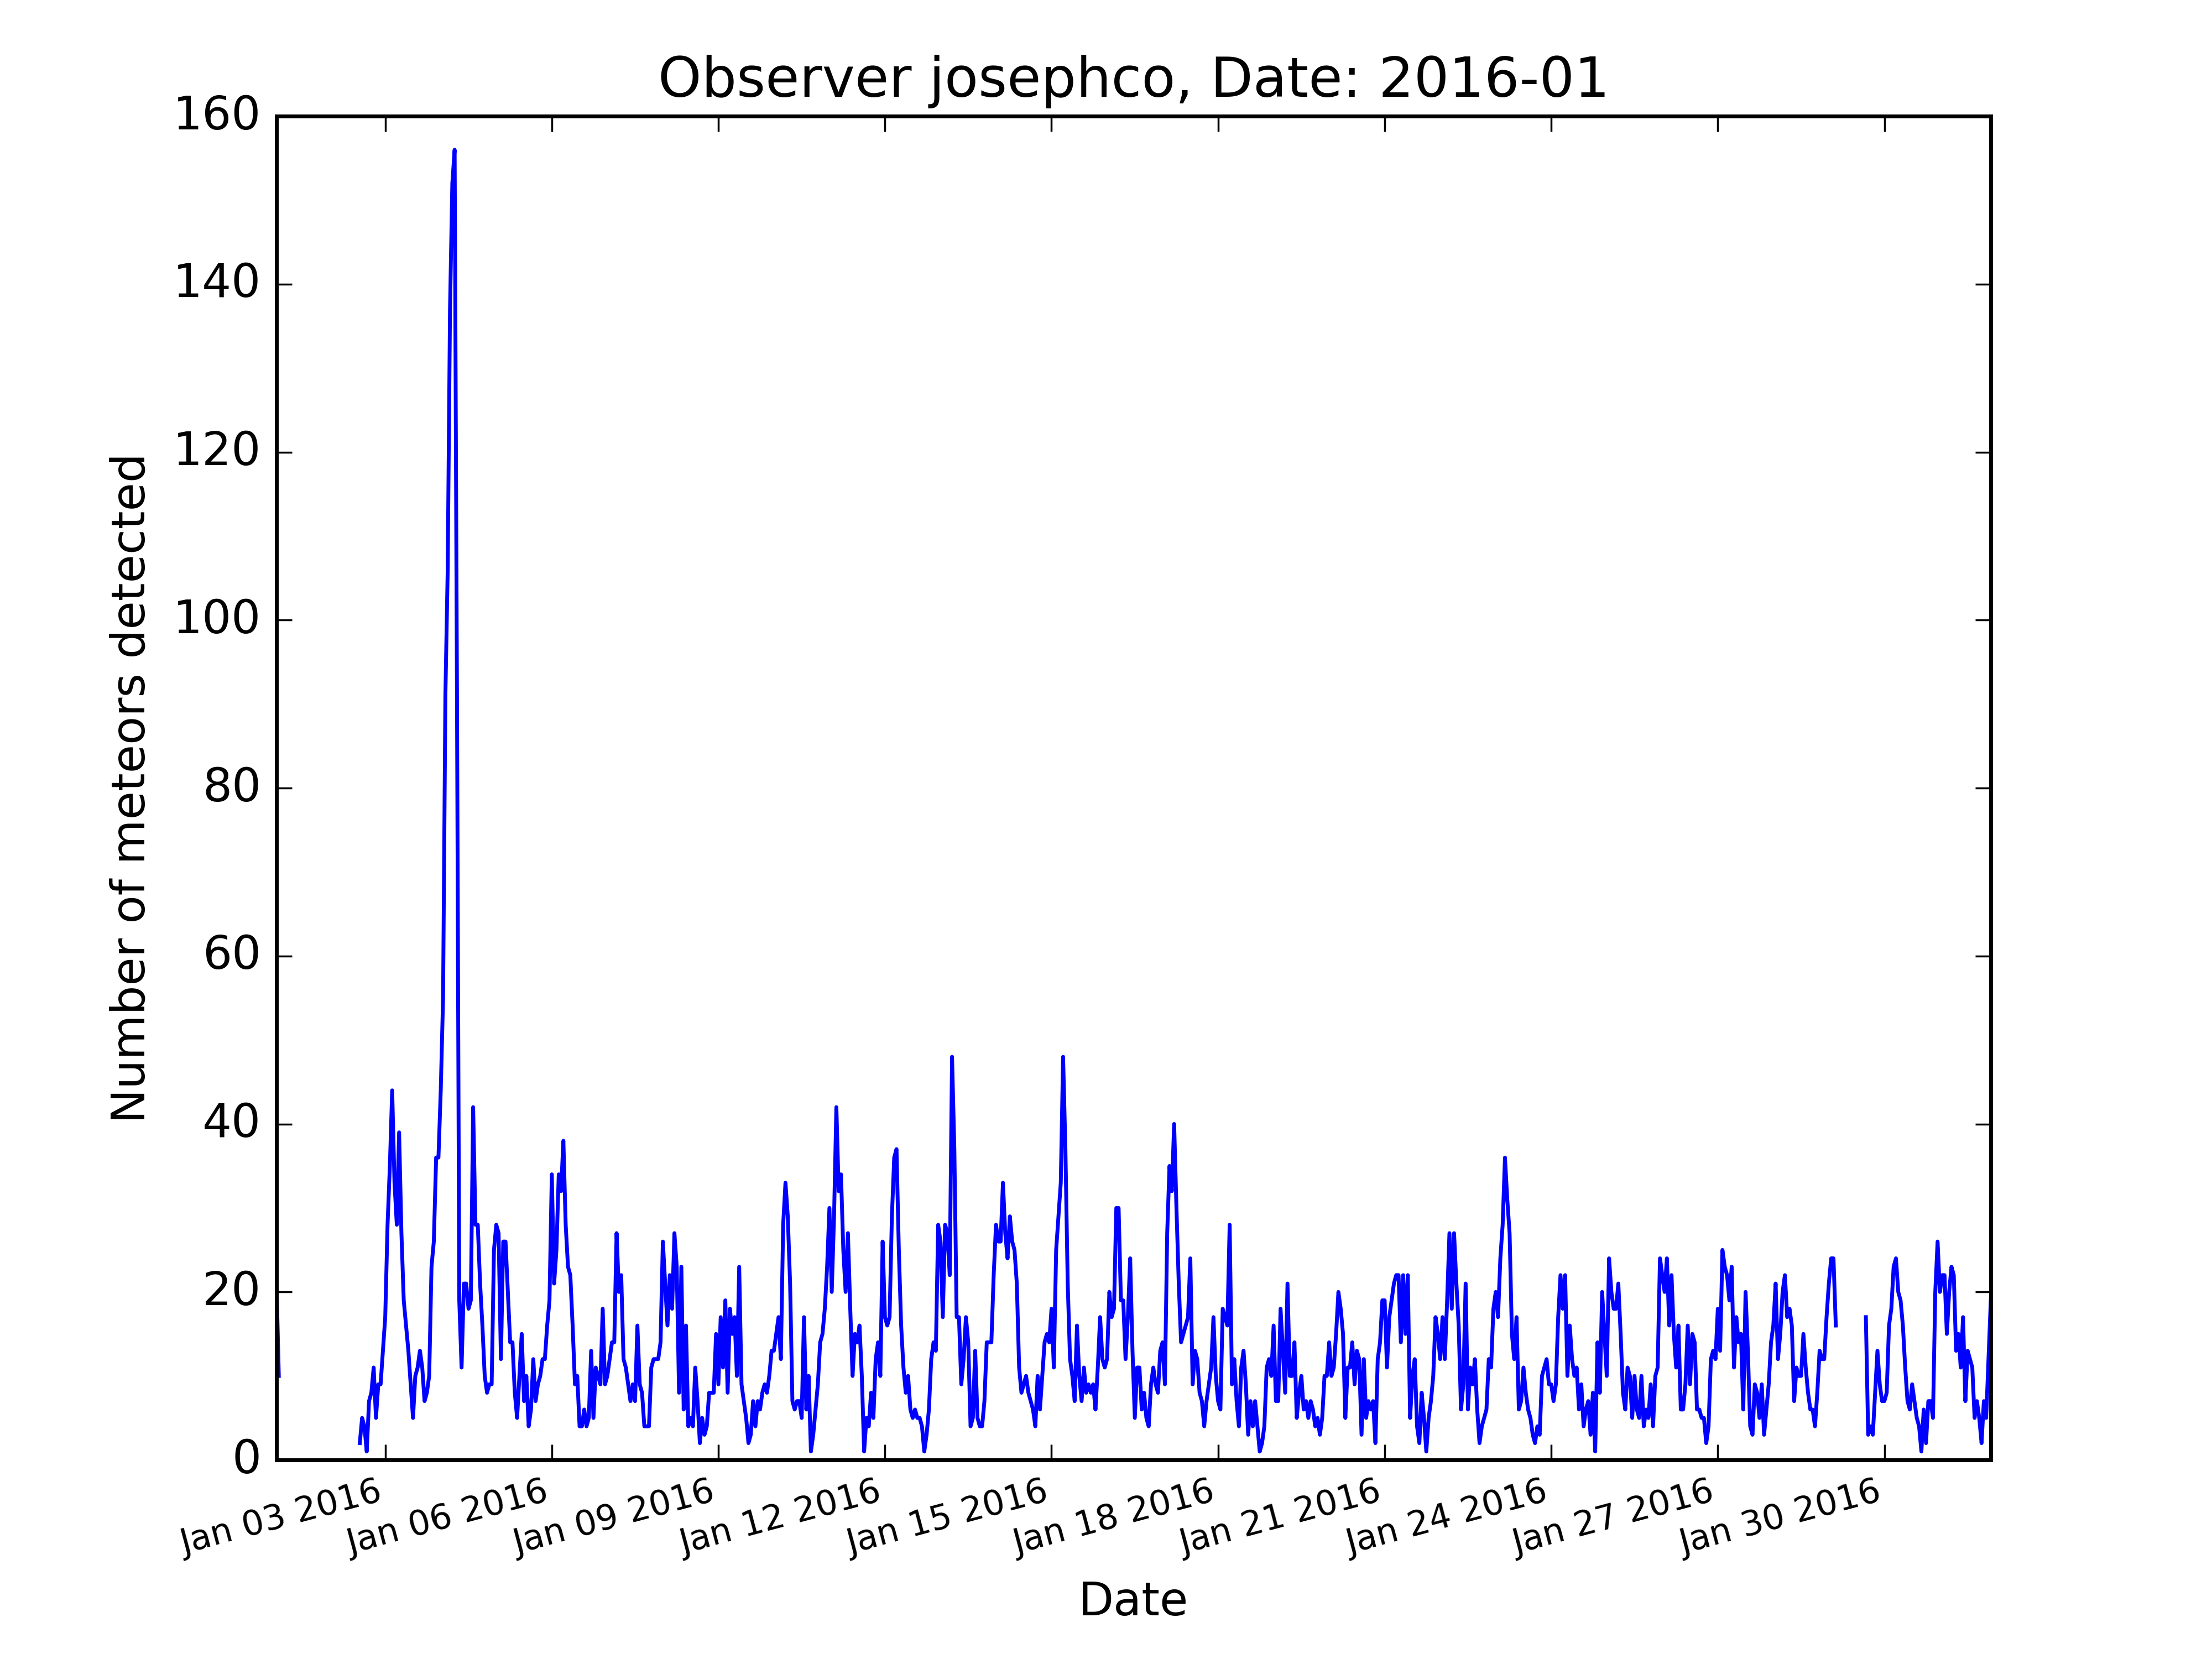 Observer josephco, Date: 2016-01
160
140
120
100
80
60
40
20
0
Number of meteors detected
Jan 03 2016
Jan 06 2016
Jan 09 2016
Jan 12 2016
Jan 15 2016
Jan 18 2016
Jan 21 2016
Jan 24 2016
Jan 27 2016
Jan 30 2016
Date